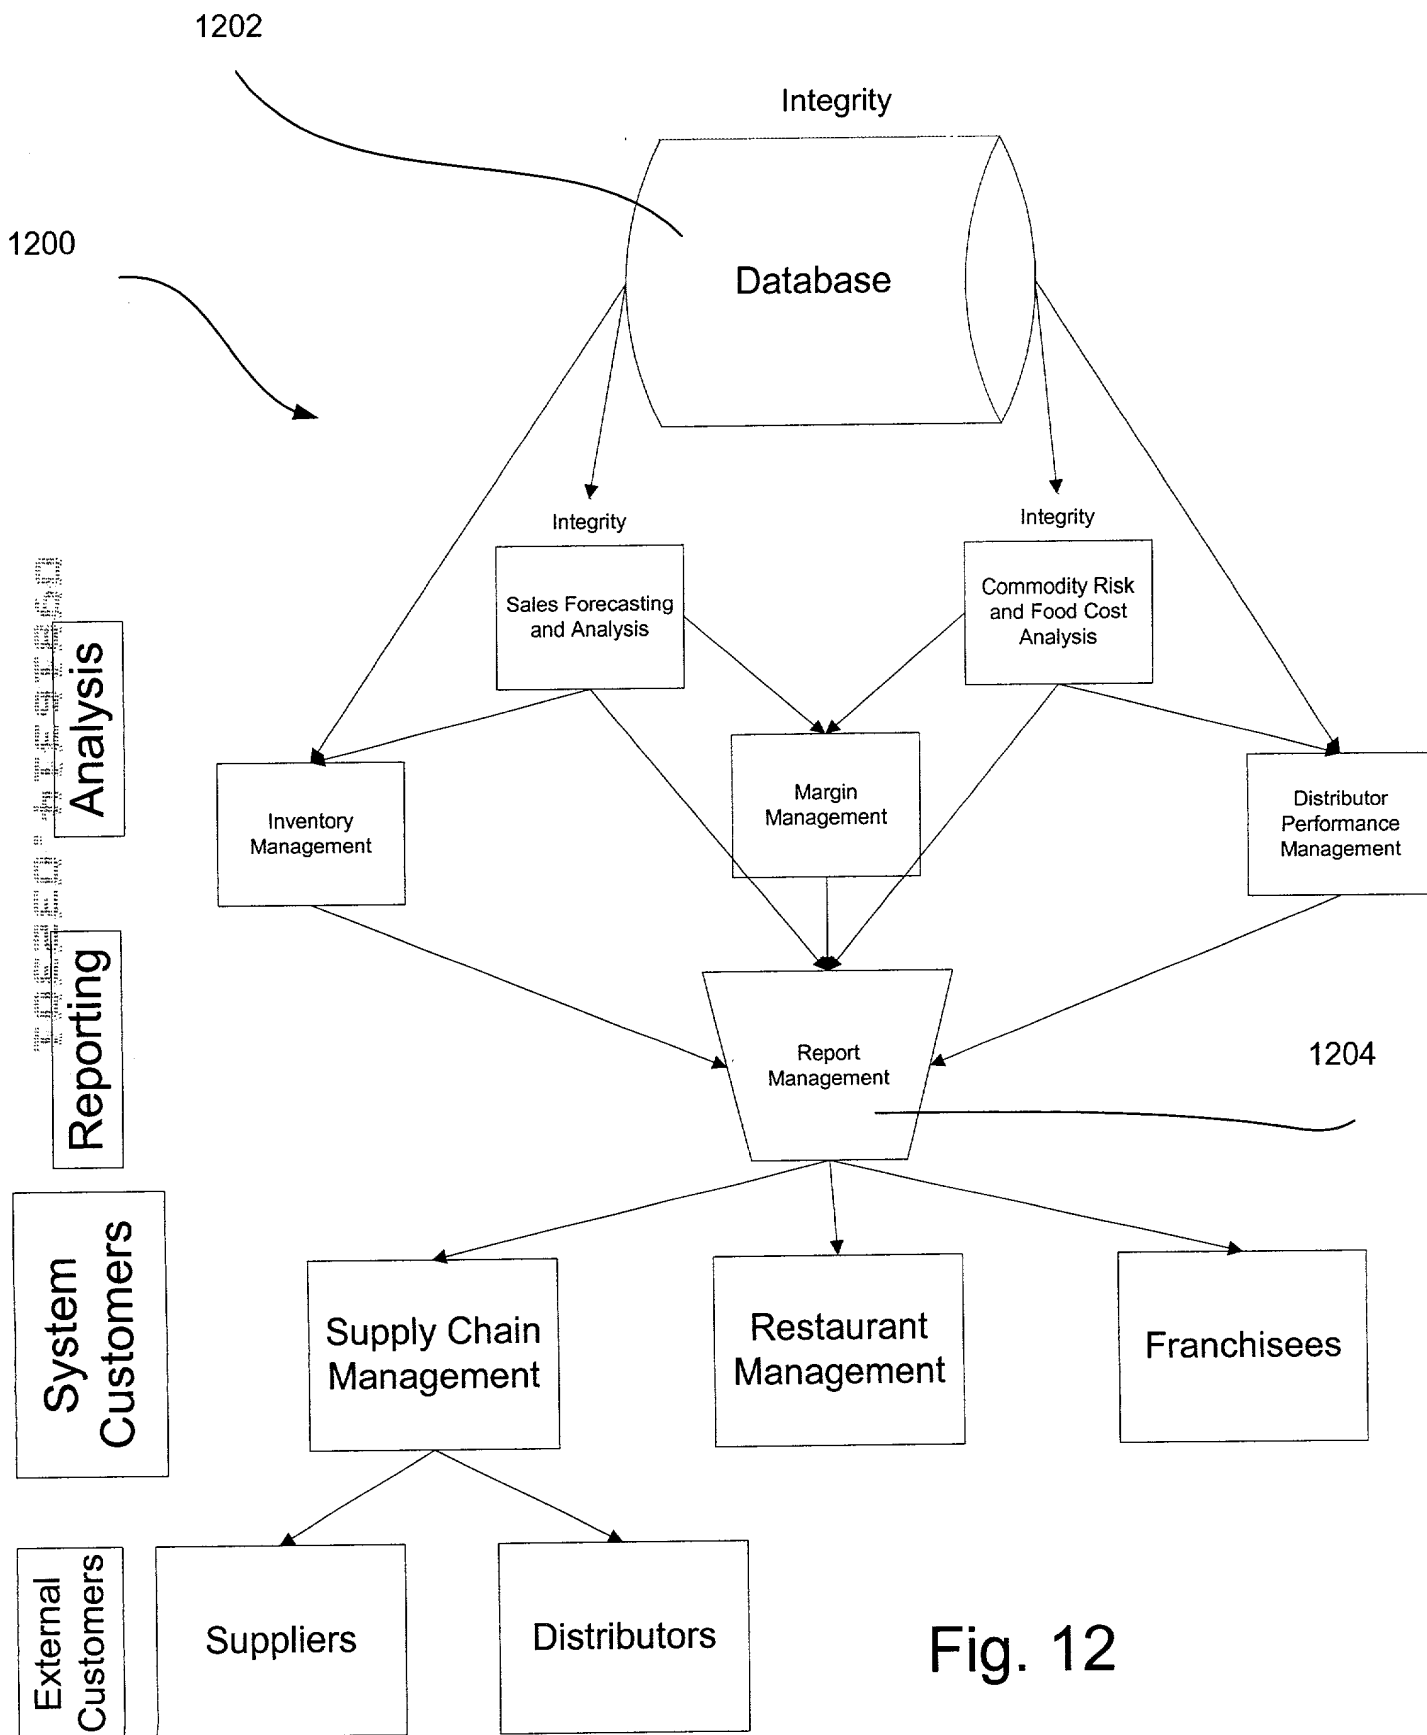 1202
Integrity
1200
Database
Integrity
Integrity
Sales Forecasting
and Analysis
Commodity Risk
and Food Cost
Analysis
Analysis
Inventory
Management
Margin
Management
Distributor
Performance
Management
Reporting
Report
Management
1204
System
Customers
Supply Chain
Management
Restaurant
Management
Franchisees
External
Customers
Suppliers
Distributors
Fig. 12